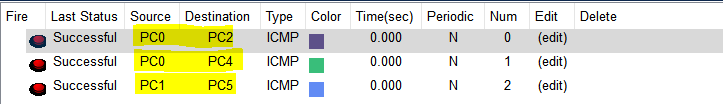 Fire Last Status Source Destination Type Color Time(sec) Periodic Num Edit Delete
Successful PC0 PC2 ICMP 0.000 N 0 (edit)
Successful PC0 PC4 ICMP 0.000 N 1 (edit)
Successful PC1 PC5 ICMP 0.000 N 2 (edit)